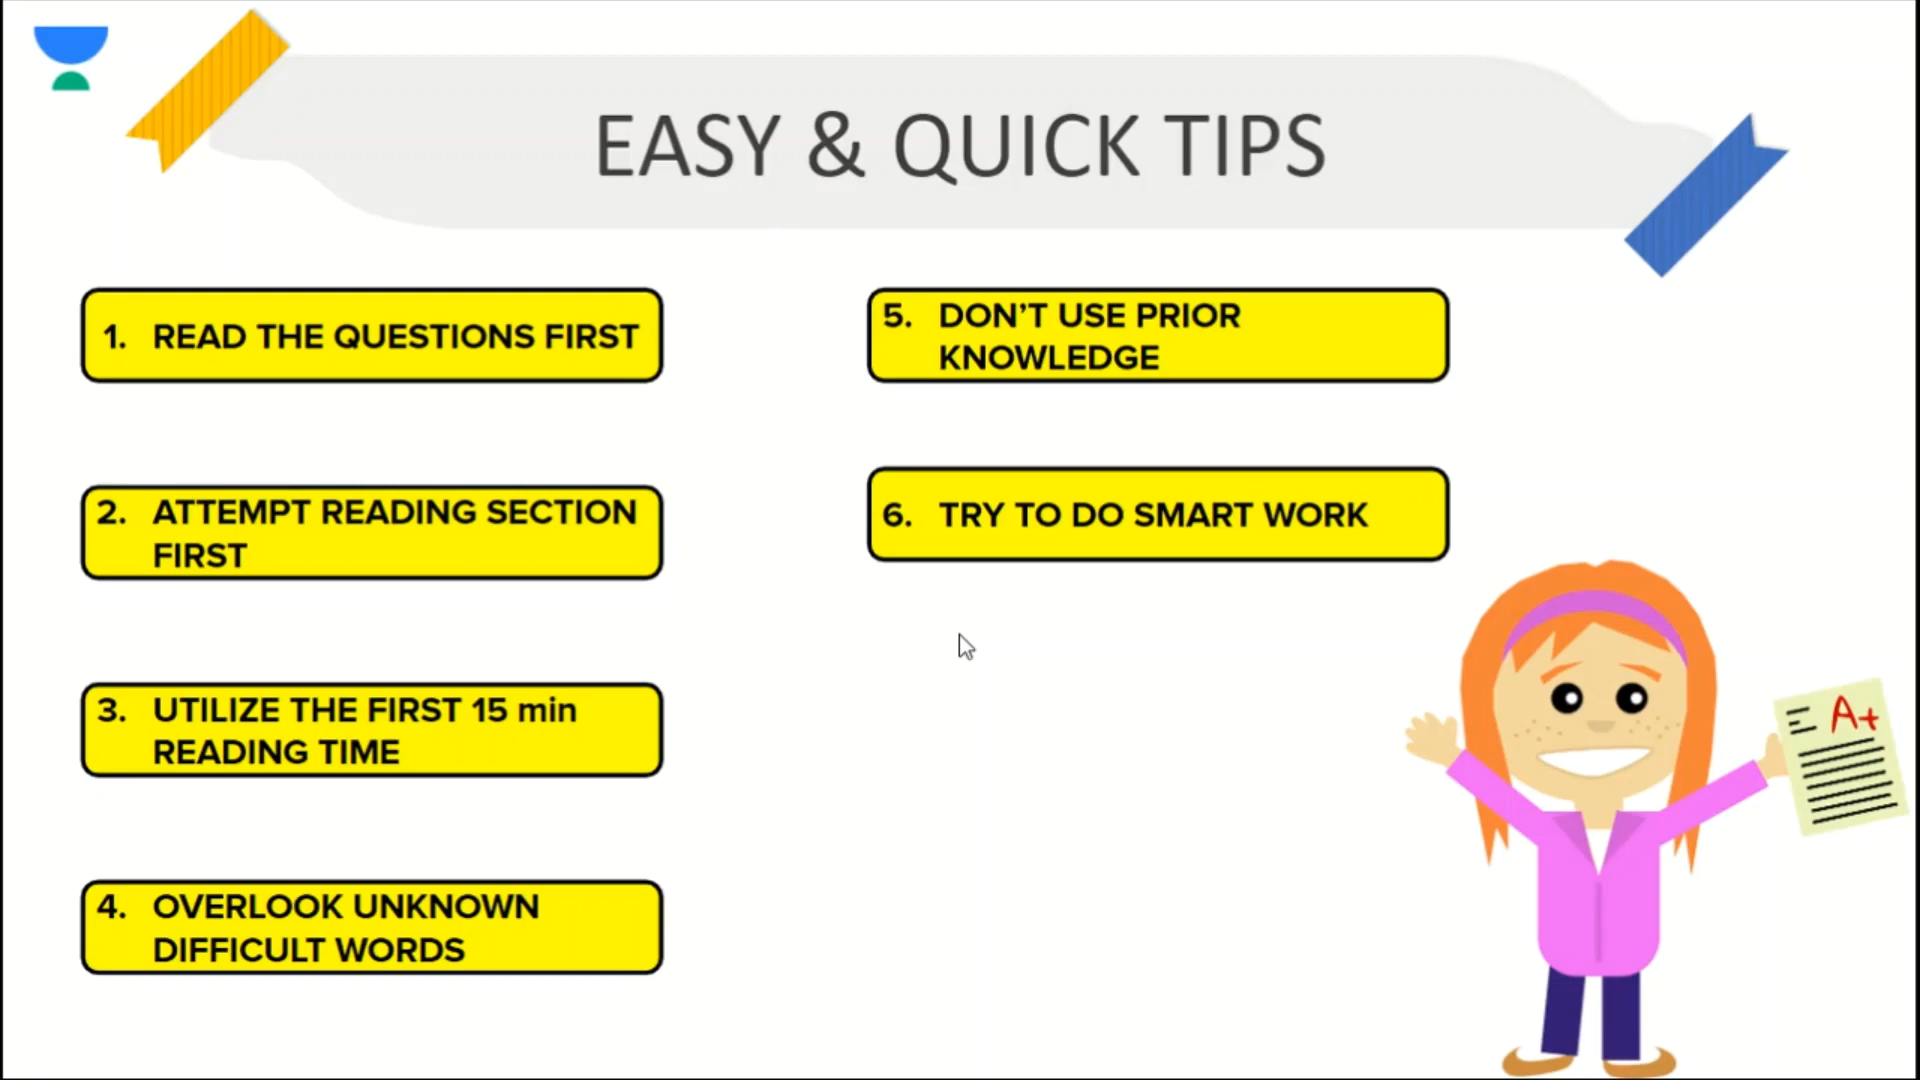 EASY & QUICK TIPS
1. READ THE QUESTIONS FIRST
2. ATTEMPT READING SECTION
FIRST
3. UTILIZE THE FIRST 15 min
READING TIME
4. OVERLOOK UNKNOWN
DIFFICULT WORDS
5. DON’T USE PRIOR
KNOWLEDGE
6. TRY TO DO SMART WORK
A+